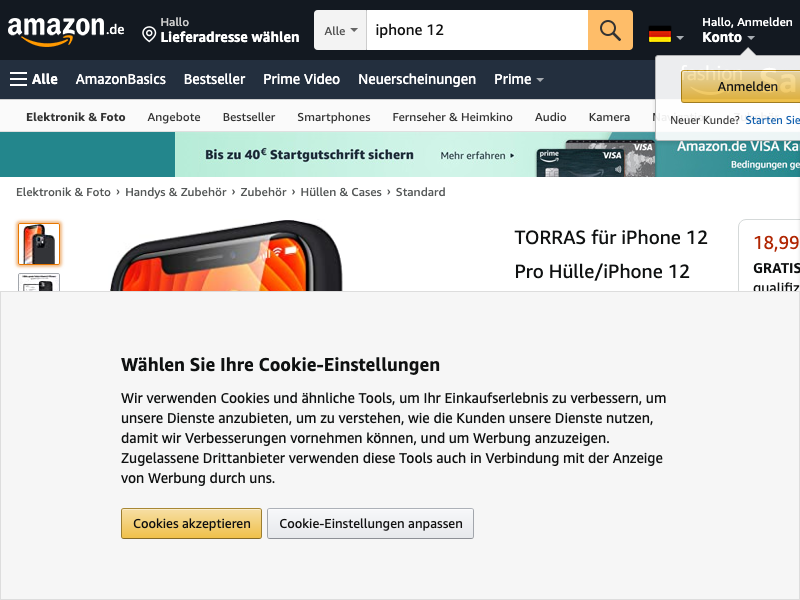 amazon.de
Hallo
Lieferadresse wählen
Alle
iphone 12
Hallo, Anmelden
Konto
Alle
AmazonBasics
Bestseller
Prime Video
Neuerscheinungen
Prime
fashion
Sa
Anmelden
Neuer Kunde? Starten Sie
Elektronik & Foto
Angebote
Bestseller
Smartphones
Fernseher & Heimkino
Audio
Kamera
Bis zu 40€ Startgutschrift sichern
Mehr erfahren
prime
VISA
VISA
Amazon.de VISA Ka
Bedingungen ge
Elektronik & Foto › Handys & Zubehör › Zubehör › Hüllen & Cases › Standard
TORRAS für iPhone 12
Pro Hülle/iPhone 12
18,99
GRATIS
qualifiz
Wählen Sie Ihre Cookie-Einstellungen
Wir verwenden Cookies und ähnliche Tools, um Ihr Einkaufserlebnis zu verbessern, um
unsere Dienste anzubieten, um zu verstehen, wie die Kunden unsere Dienste nutzen,
damit wir Verbesserungen vornehmen können, und um Werbung anzuzeigen.
Zugelassene Drittanbieter verwenden diese Tools auch in Verbindung mit der Anzeige
von Werbung durch uns.
Cookies akzeptieren
Cookie-Einstellungen anpassen